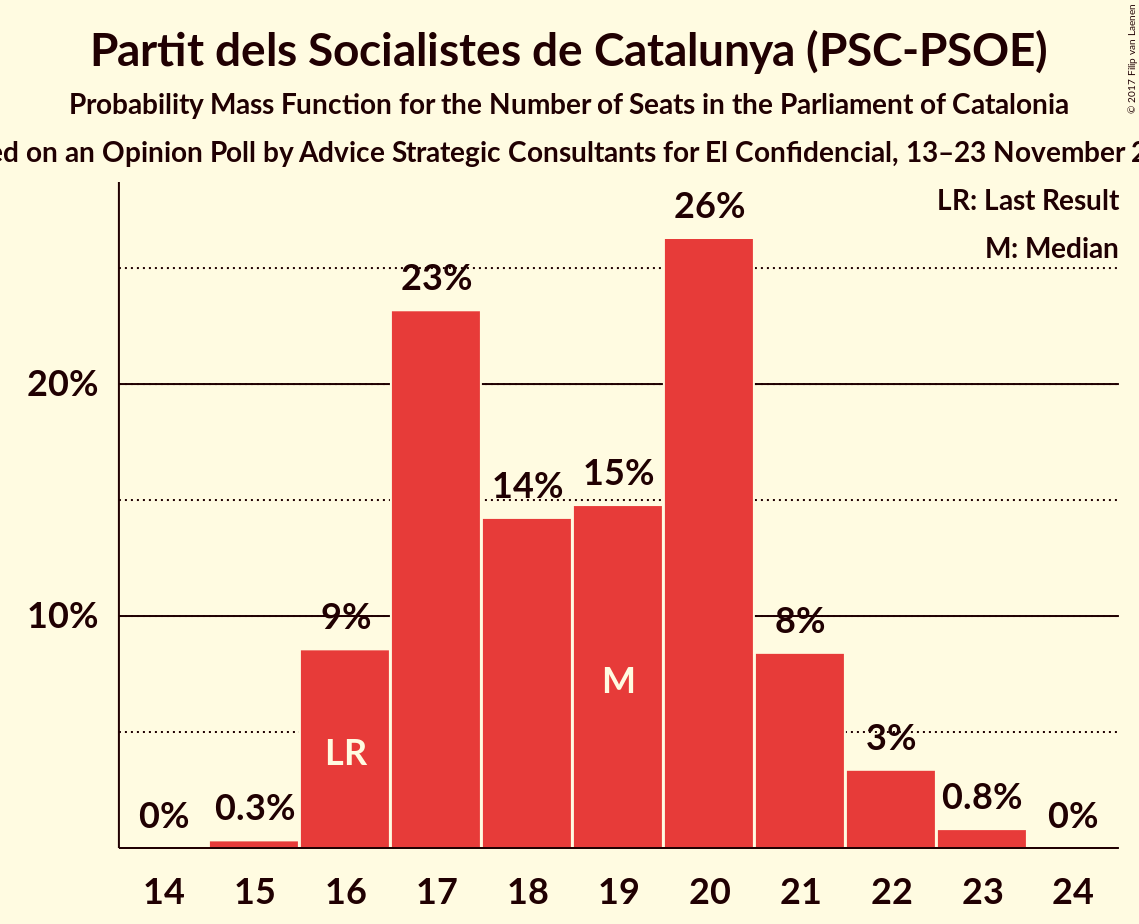 Partit dels Socialistes de Catalunya (PSC-PSOE)
Probability Mass Function for the Number of Seats in the Parliament of Catalonia
on an Opinion Poll by Advice Strategic Consultants for El Confidencial, 13–23 November
© 2017 Filip van Laenen
LR: Last Result
M: Median
26%
23%
20%
15%
14%
10%
9%
8%
M
3%
LR
0.8%
0.3%
0%
0%
14 15 16 17 18 19 20 21 22 23 24